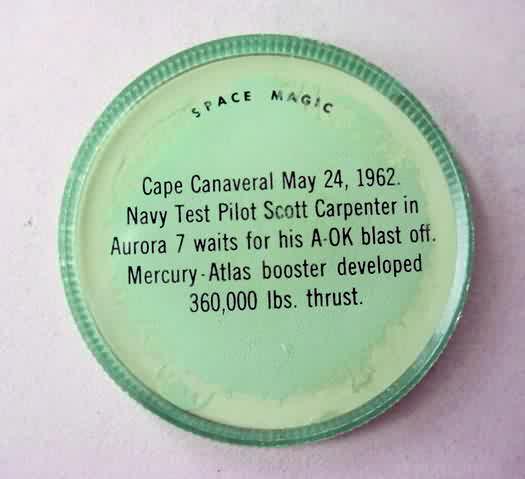 SPACE MAGIC
Cape Canaveral May 24, 1962.
Navy Test Pilot Scott Carpenter in
Aurora 7 waits for his A-OK blast off.
Mercury-Atlas booster developed
360,000 lbs. thrust.